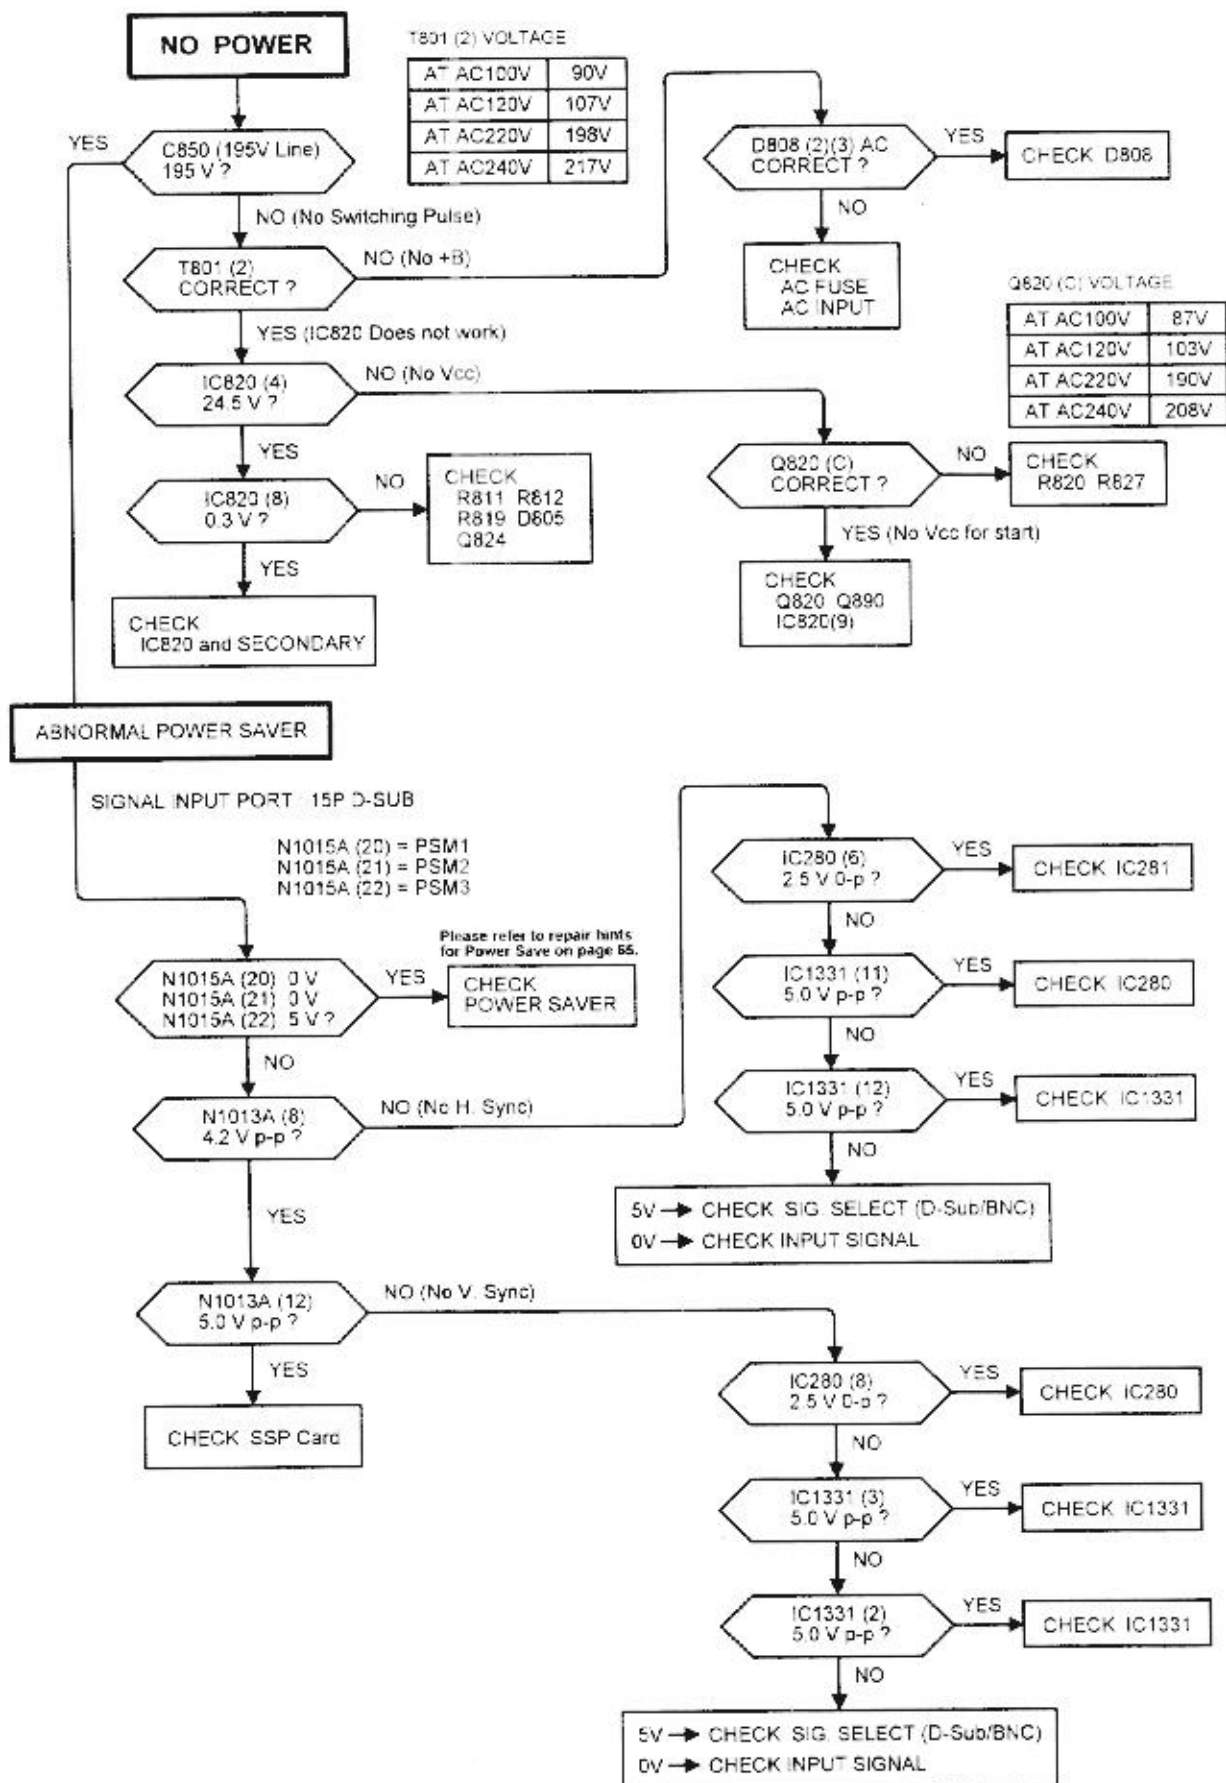 NO POWER
T801 (2) VOLTAGE
AT AC100V 90V
AT AC120V 107V
AT AC220V 198V
AT AC240V 217V
YES
C850 (195V Line)
195 V ?
NO (No Switching Pulse)
T801 (2)
CORRECT ?
NO (No +B)
D808 (2)(3) AC
CORRECT ?
YES
CHECK D808
NO
CHECK
AC FUSE
AC INPUT
Q820 (C) VOLTAGE
AT AC100V 87V
AT AC120V 103V
AT AC220V 190V
AT AC240V 208V
YES (IC820 Does not work)
IC820 (4)
24.5 V ?
NO (No Vcc)
YES
Q820 (C)
CORRECT ?
NO
CHECK
R820 R827
IC820 (8)
0.3 V ?
NO
CHECK
R811 R812
R819 D805
Q824
YES (No Vcc for start)
CHECK
Q820 Q890
IC820(9)
YES
CHECK
IC820 and SECONDARY
ABNORMAL POWER SAVER
SIGNAL INPUT PORT : 15P D-SUB
N1015A (20) = PSM1
N1015A (21) = PSM2
N1015A (22) = PSM3
IC280 (6)
2.5 V 0-p ?
YES
CHECK IC281
NO
Please refer to repair hints
for Power Save on page 65.
N1015A (20) 0 V
N1015A (21) 0 V
N1015A (22) 5 V ?
YES
CHECK
POWER SAVER
IC1331 (11)
5.0 V p-p ?
YES
CHECK IC280
NO
NO
N1013A (8)
4.2 V p-p ?
NO (No H. Sync)
IC1331 (12)
5.0 V p-p ?
YES
CHECK IC1331
NO
5V → CHECK SIG. SELECT (D-Sub/BNC)
0V → CHECK INPUT SIGNAL
YES
N1013A (12)
5.0 V p-p ?
NO (No V. Sync)
YES
CHECK SSP Card
IC280 (8)
2.5 V 0-p ?
YES
CHECK IC280
NO
IC1331 (3)
5.0 V p-p ?
YES
CHECK IC1331
NO
IC1331 (2)
5.0 V p-p ?
YES
CHECK IC1331
NO
5V → CHECK SIG. SELECT (D-Sub/BNC)
0V → CHECK INPUT SIGNAL